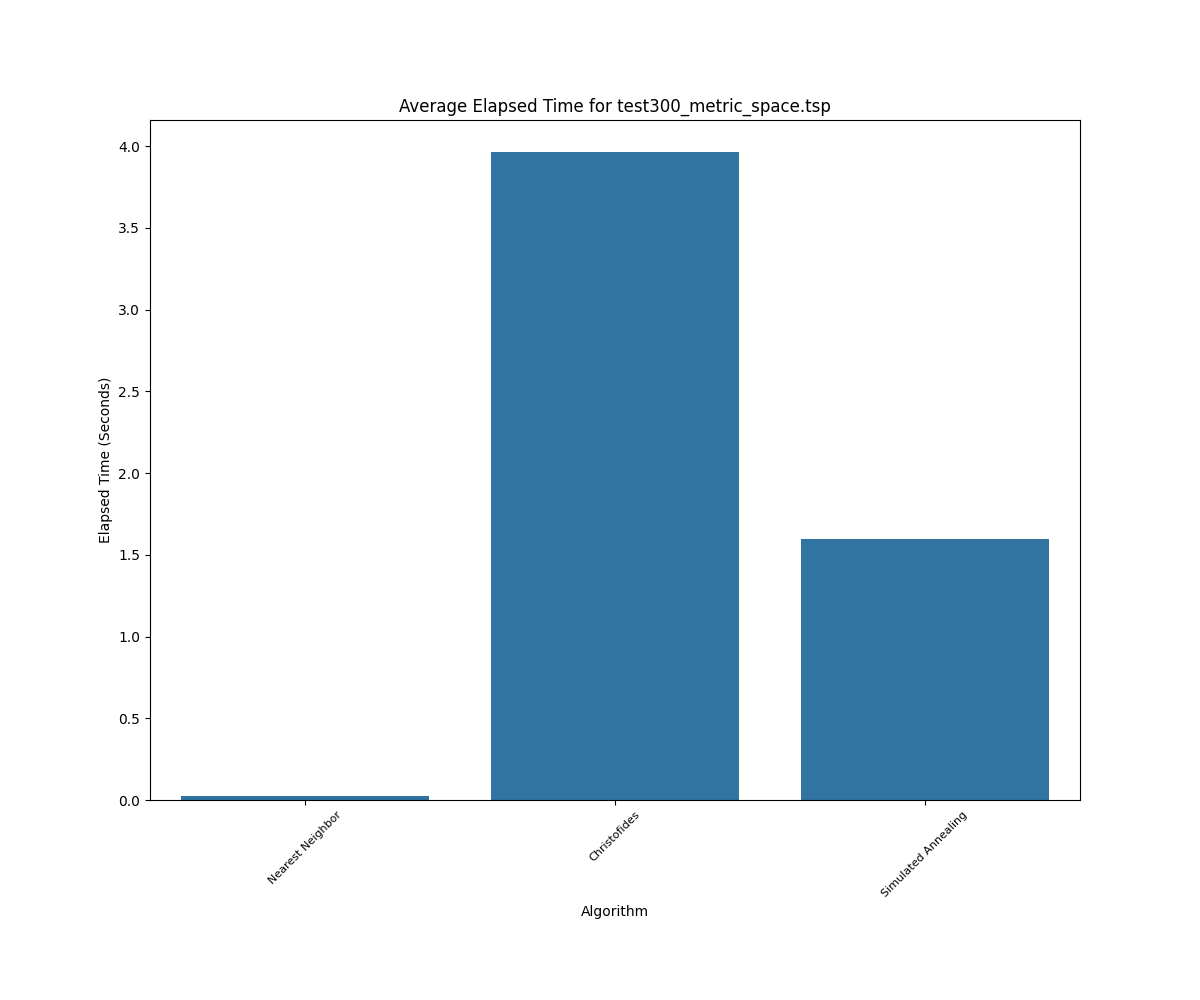 Average Elapsed Time for test300_metric_space.tsp
4.0
3.5
3.0
2.5
2.0
1.5
1.0
0.5
0.0
Elapsed Time (Seconds)
Nearest Neighbor
Christofides
Simulated Annealing
Algorithm